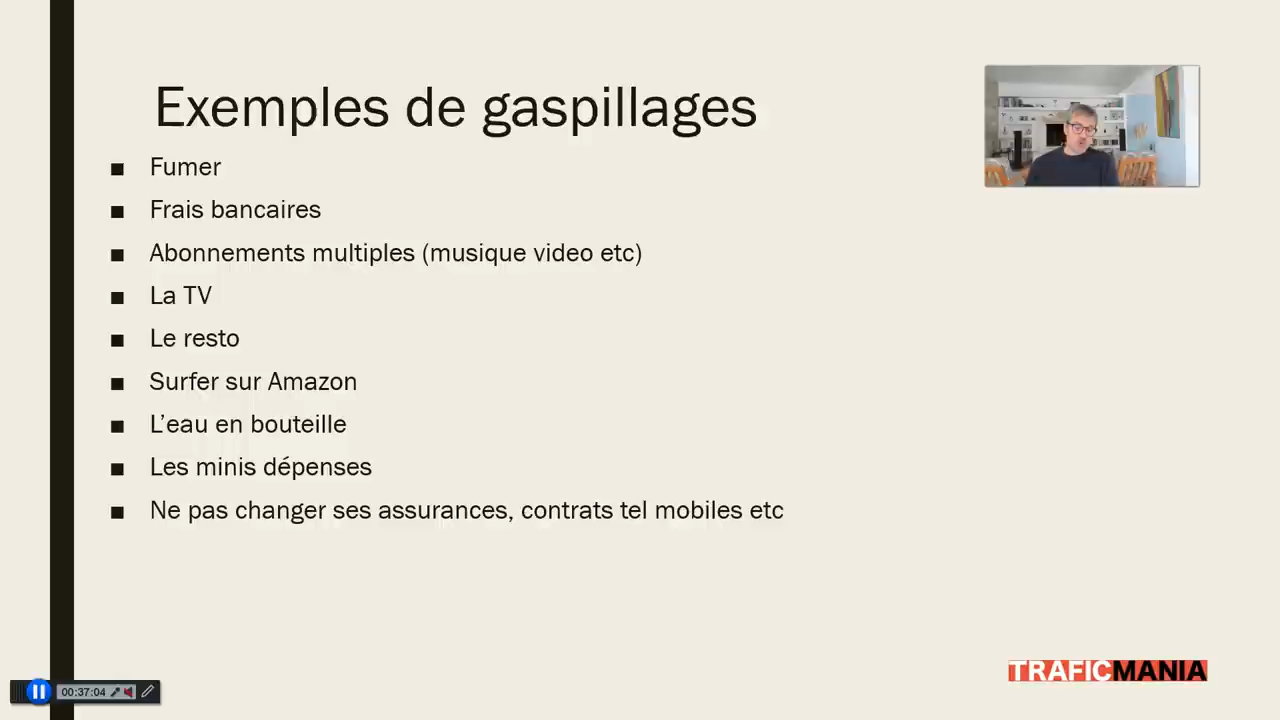 Exemples de gaspillages
Fumer
Frais bancaires
Abonnements multiples (musique video etc)
La TV
Le resto
Surfer sur Amazon
L’eau en bouteille
Les minis dépenses
Ne pas changer ses assurances, contrats tel mobiles etc
TRAFICMANIA
00:37:04